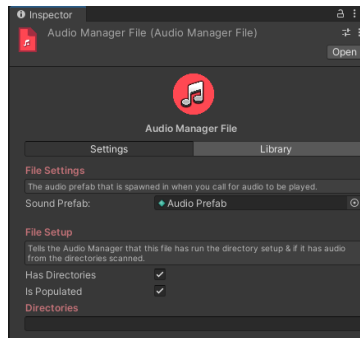 Inspector
Audio Manager File (Audio Manager File)
Open
Audio Manager File
Settings Library
File Settings
The audio prefab that is spawned in when you call for audio to be played.
Sound Prefab: Audio Prefab
File Setup
Tells the Audio Manager that this file has run the directory setup & if it has audio
from the directories scanned.
Has Directories
Is Populated
Directories